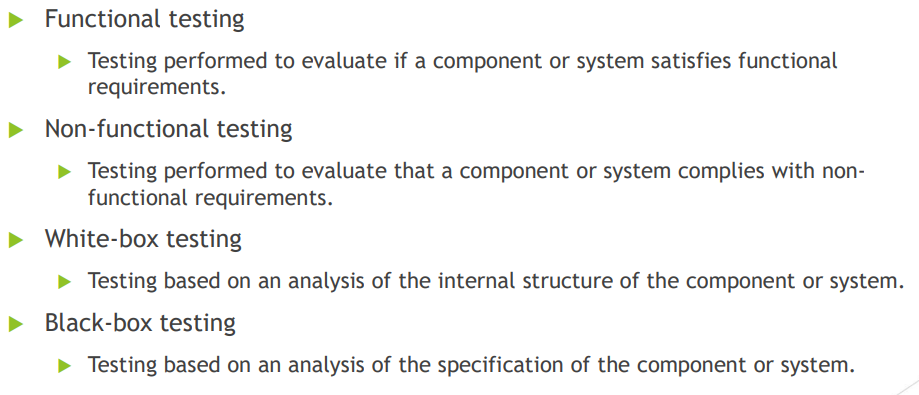 Functional testing
Testing performed to evaluate if a component or system satisfies functional
requirements.
Non-functional testing
Testing performed to evaluate that a component or system complies with non-
functional requirements.
White-box testing
Testing based on an analysis of the internal structure of the component or system.
Black-box testing
Testing based on an analysis of the specification of the component or system.